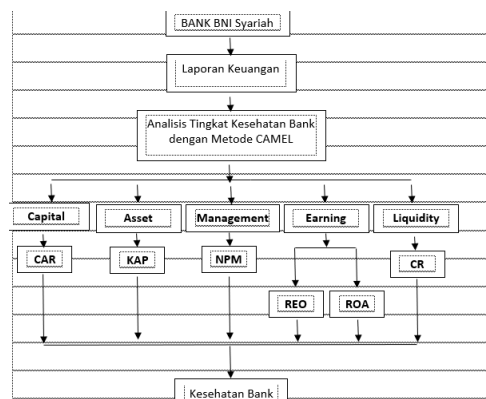 BANK BNI Syariah
Laporan Keuangan
Analisis Tingkat Kesehatan Bank
dengan Metode CAMEL
Capital
Asset
Management
Earning
Liquidity
CAR
KAP
NPM
CR
REO
ROA
Kesehatan Bank